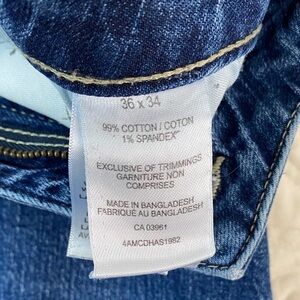 36 x 34
99% COTTON / COTON
1% SPANDEX
EXCLUSIVE OF TRIMMINGS
GARNITURE NON
COMPRISES
MADE IN BANGLADESH
FABRIQUÉ AU BANGLADESH
CA 03961
4AMCDHAS1982